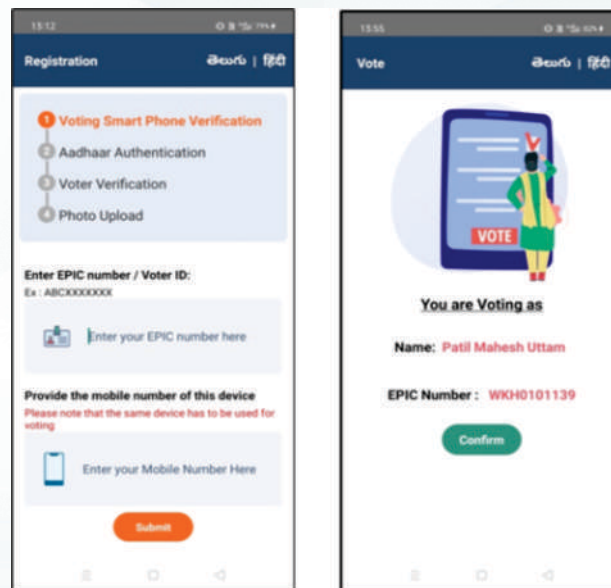 13:12
Registration
తెలుగు | हिंदी
1 Voting Smart Phone Verification
2 Aadhaar Authentication
3 Voter Verification
4 Photo Upload
Enter EPIC number / Voter ID:
Ex : ABCXXXXXXX
Enter your EPIC number here
Provide the mobile number of this device
Please note that the same device has to be used for
voting
Enter your Mobile Number Here
Submit
13:55
Vote
తెలుగు | हिंदी
VOTE
You are Voting as
Name: Patil Mahesh Uttam
EPIC Number : WKH0101139
Confirm